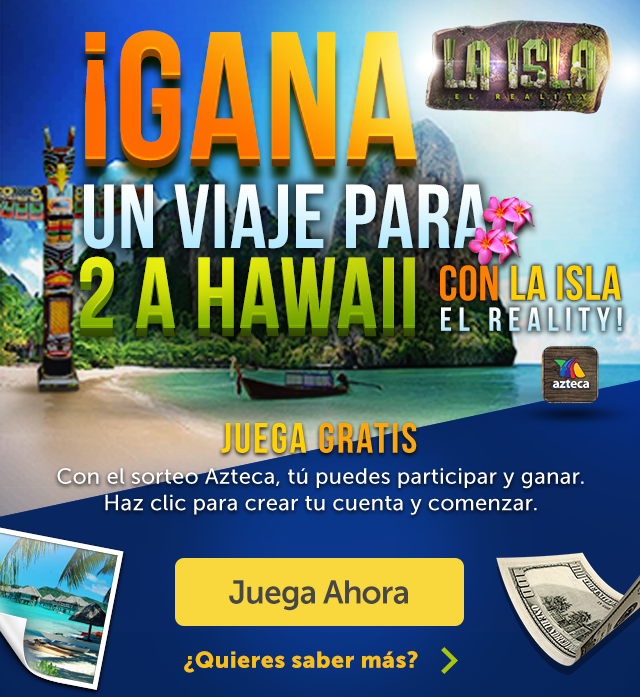 ¡GANA
LA ISLA
EL REALITY
UN VIAJE PARA
2 A HAWAII
CON LA ISLA
EL REALITY!
azteca
JUEGA GRATIS
Con el sorteo Azteca, tú puedes participar y ganar.
Haz clic para crear tu cuenta y comenzar.
Juega Ahora
¿Quieres saber más?
100